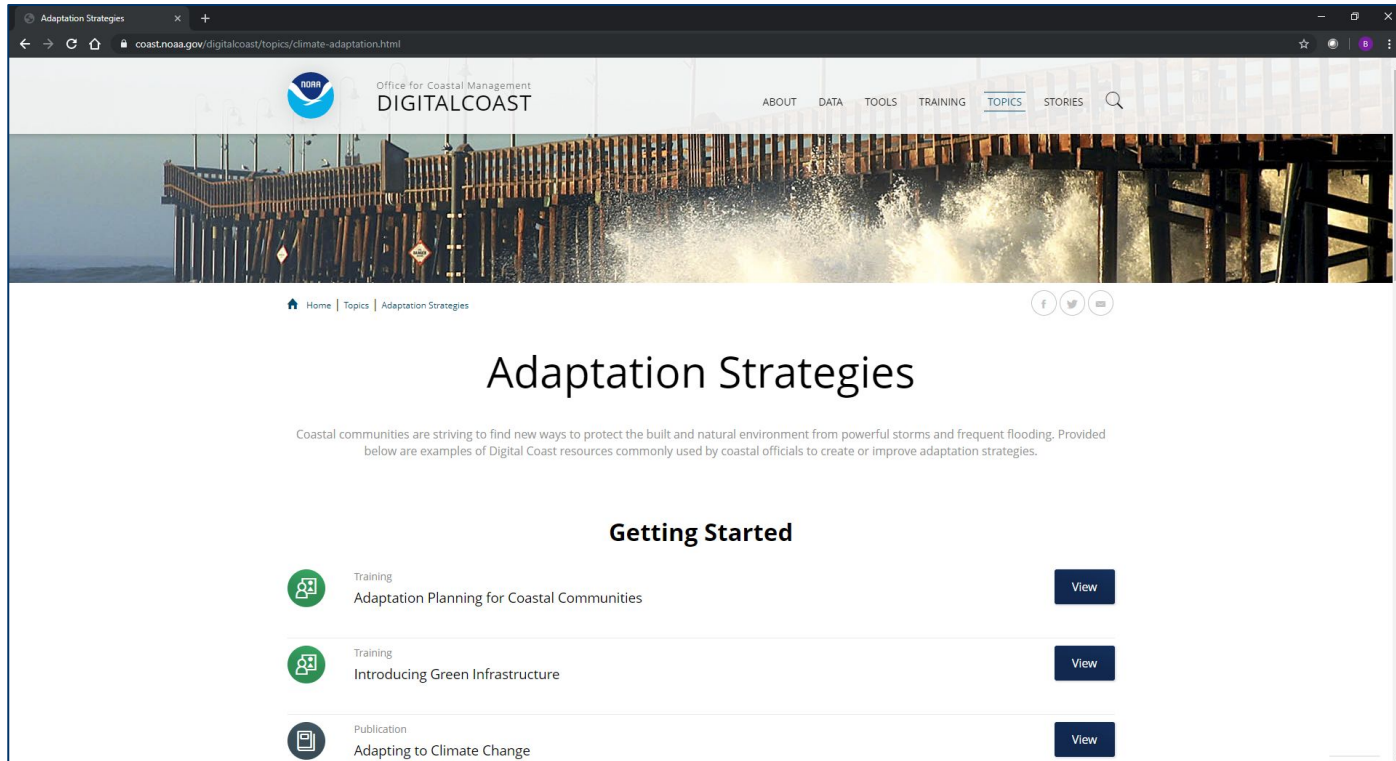 Adaptation Strategies
coast.noaa.gov/digitalcoast/topics/climate-adaptation.html
B
NOAA
Office for Coastal Management
DIGITALCOAST
ABOUT DATA TOOLS TRAINING TOPICS STORIES
Home | Topics | Adaptation Strategies
Adaptation Strategies
Coastal communities are striving to find new ways to protect the built and natural environment from powerful storms and frequent flooding. Provided
below are examples of Digital Coast resources commonly used by coastal officials to create or improve adaptation strategies.
Getting Started
Training
Adaptation Planning for Coastal Communities
View
Training
Introducing Green Infrastructure
View
Publication
Adapting to Climate Change
View